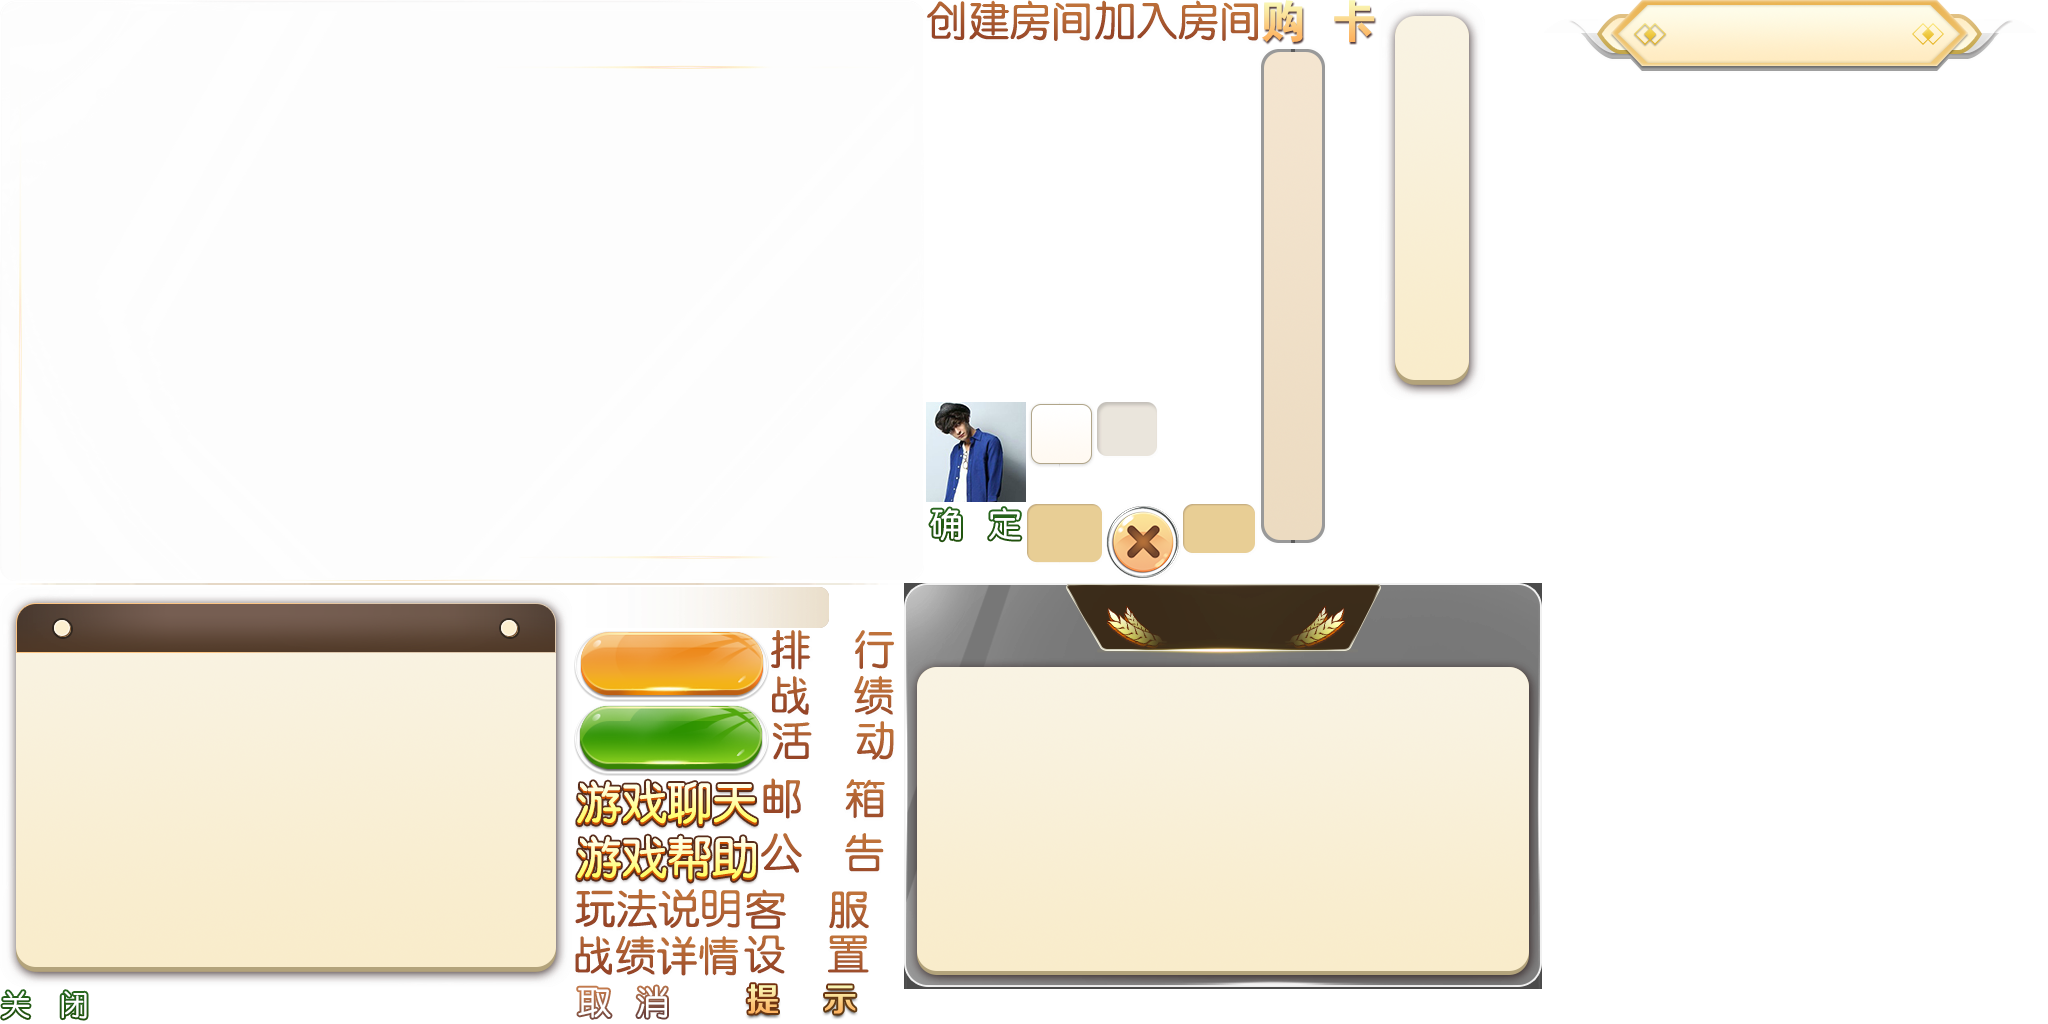 创建房间加入房间购 卡
确 定
排 行
战 绩
活 动
游戏聊天
邮 箱
游戏帮助
公 告
玩法说明
客 服
战绩详情
设 置
关 闭
取 消
提 示